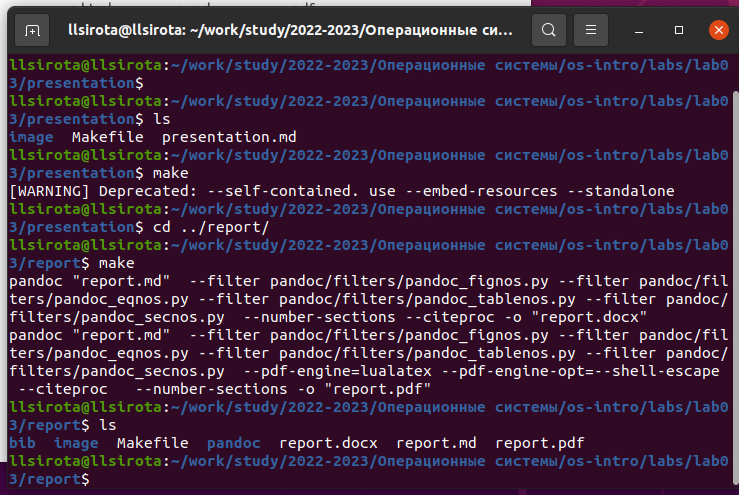 llsirota@llsirota: ~/work/study/2022-2023/Операционные си...
llsirota@llsirota:~/work/study/2022-2023/Операционные системы/os-intro/labs/lab0
3/presentation$
llsirota@llsirota:~/work/study/2022-2023/Операционные системы/os-intro/labs/lab0
3/presentation$ ls
image  Makefile  presentation.md
llsirota@llsirota:~/work/study/2022-2023/Операционные системы/os-intro/labs/lab0
3/presentation$ make
[WARNING] Deprecated: --self-contained. use --embed-resources --standalone
llsirota@llsirota:~/work/study/2022-2023/Операционные системы/os-intro/labs/lab0
3/presentation$ cd ../report/
llsirota@llsirota:~/work/study/2022-2023/Операционные системы/os-intro/labs/lab0
3/report$ make
pandoc "report.md"  --filter pandoc/filters/pandoc_fignos.py --filter pandoc/fil
ters/pandoc_eqnos.py --filter pandoc/filters/pandoc_tablenos.py --filter pandoc/
filters/pandoc_secnos.py  --number-sections --citeproc -o "report.docx"
pandoc "report.md"  --filter pandoc/filters/pandoc_fignos.py --filter pandoc/fil
ters/pandoc_eqnos.py --filter pandoc/filters/pandoc_tablenos.py --filter pandoc/
filters/pandoc_secnos.py  --pdf-engine=lualatex --pdf-engine-opt=--shell-escape
 --citeproc   --number-sections -o "report.pdf"
llsirota@llsirota:~/work/study/2022-2023/Операционные системы/os-intro/labs/lab0
3/report$ ls
bib  image  Makefile  pandoc  report.docx  report.md  report.pdf
llsirota@llsirota:~/work/study/2022-2023/Операционные системы/os-intro/labs/lab0
3/report$